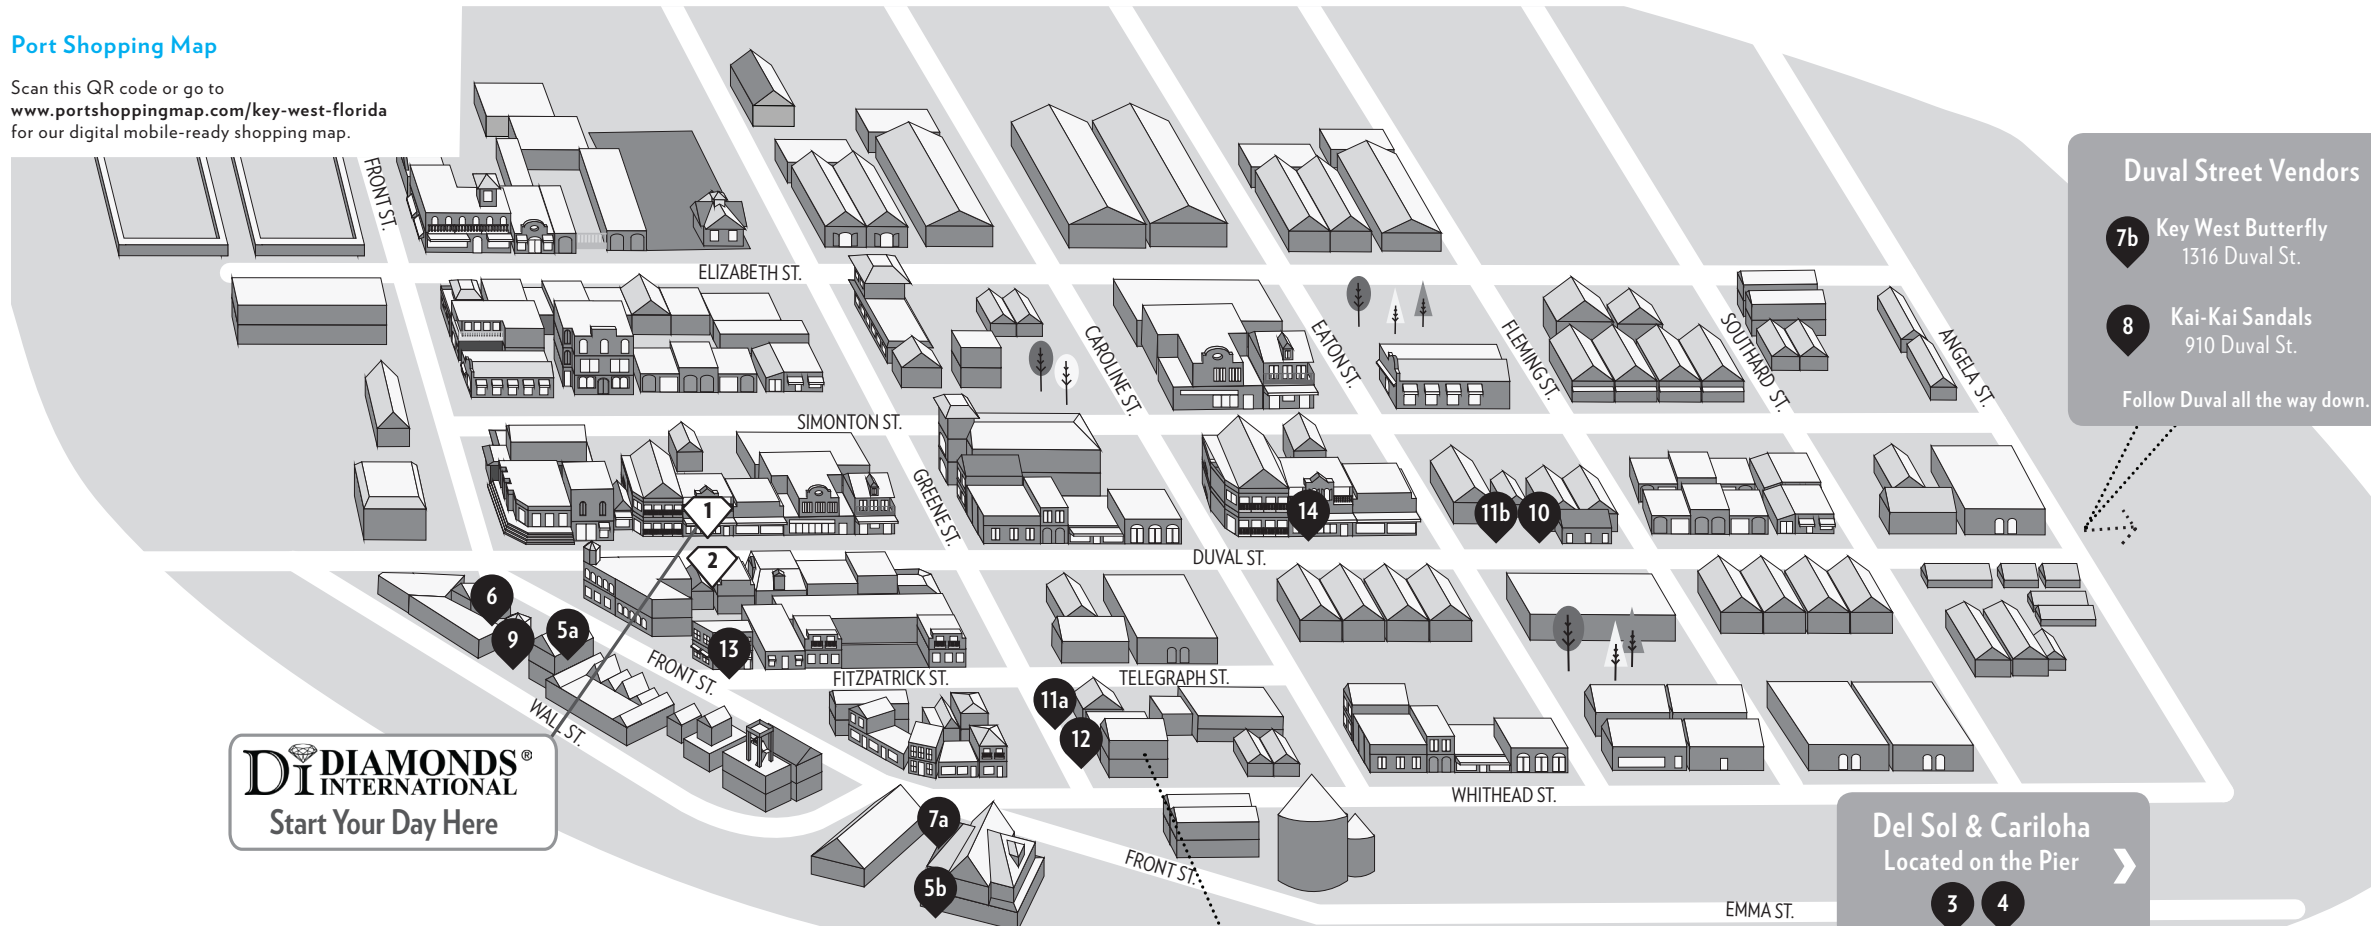 Port Shopping Map
Scan this QR code or go to
www.portshoppingmap.com/key-west-florida
for our digital mobile-ready shopping map.
FRONT ST.
Duval Street Vendors
7b
Key West Butterfly
1316 Duval St.
8
Kai-Kai Sandals
910 Duval St.
Follow Duval all the way down.
ELIZABETH ST.
CAROLINE ST.
EATON ST.
FLEMING ST.
SOUTHARD ST.
ANGELA ST.
SIMONTON ST.
GREENE ST.
1
14
11b
10
DUVAL ST.
2
6
9
5a
13
FRONT ST.
FITZPATRICK ST.
TELEGRAPH ST.
11a
12
WALL ST.
DI DIAMONDS®
INTERNATIONAL
Start Your Day Here
WHITHEAD ST.
7a
5b
FRONT ST.
Del Sol & Cariloha
Located on the Pier
3 4
EMMA ST.